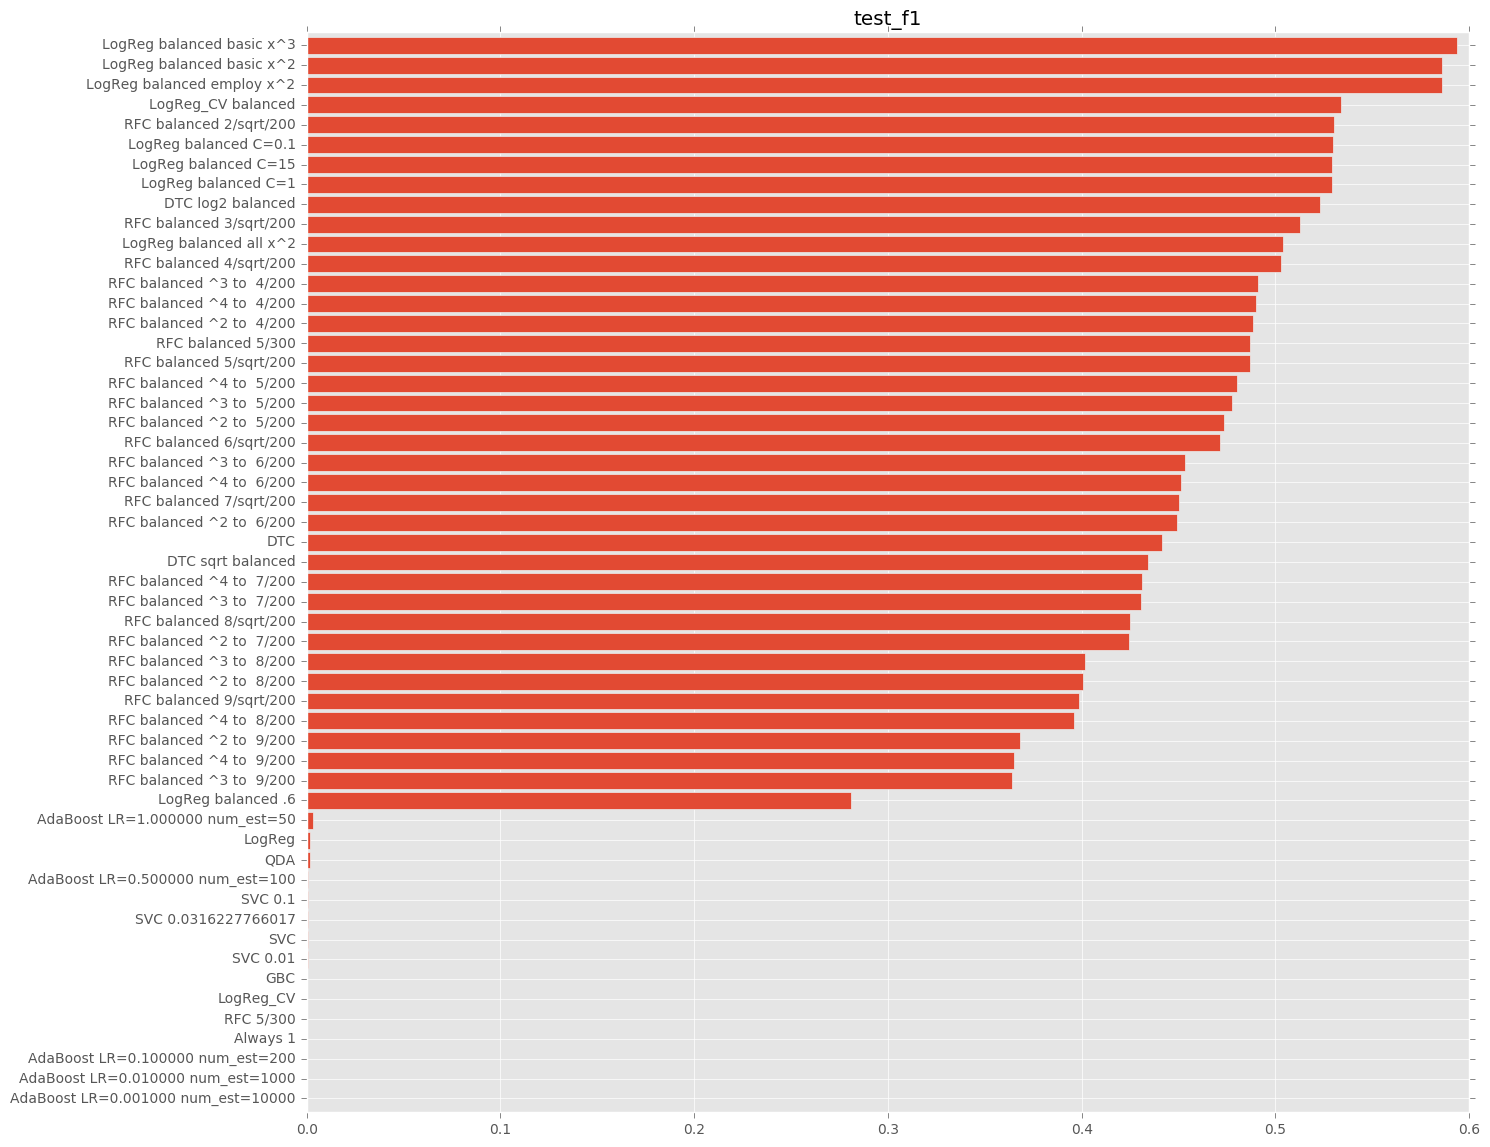 test_f1
LogReg balanced basic x^3
LogReg balanced basic x^2
LogReg balanced employ x^2
LogReg_CV balanced
RFC balanced 2/sqrt/200
LogReg balanced C=0.1
LogReg balanced C=15
LogReg balanced C=1
DTC log2 balanced
RFC balanced 3/sqrt/200
LogReg balanced all x^2
RFC balanced 4/sqrt/200
RFC balanced ^3 to  4/200
RFC balanced ^4 to  4/200
RFC balanced ^2 to  4/200
RFC balanced 5/300
RFC balanced 5/sqrt/200
RFC balanced ^4 to  5/200
RFC balanced ^3 to  5/200
RFC balanced ^2 to  5/200
RFC balanced 6/sqrt/200
RFC balanced ^3 to  6/200
RFC balanced ^4 to  6/200
RFC balanced 7/sqrt/200
RFC balanced ^2 to  6/200
DTC
DTC sqrt balanced
RFC balanced ^4 to  7/200
RFC balanced ^3 to  7/200
RFC balanced 8/sqrt/200
RFC balanced ^2 to  7/200
RFC balanced ^3 to  8/200
RFC balanced ^2 to  8/200
RFC balanced 9/sqrt/200
RFC balanced ^4 to  8/200
RFC balanced ^2 to  9/200
RFC balanced ^4 to  9/200
RFC balanced ^3 to  9/200
LogReg balanced .6
AdaBoost LR=1.000000 num_est=50
LogReg
QDA
AdaBoost LR=0.500000 num_est=100
SVC 0.1
SVC 0.0316227766017
SVC
SVC 0.01
GBC
LogReg_CV
RFC 5/300
Always 1
AdaBoost LR=0.100000 num_est=200
AdaBoost LR=0.010000 num_est=1000
AdaBoost LR=0.001000 num_est=10000
0.0 0.1 0.2 0.3 0.4 0.5 0.6